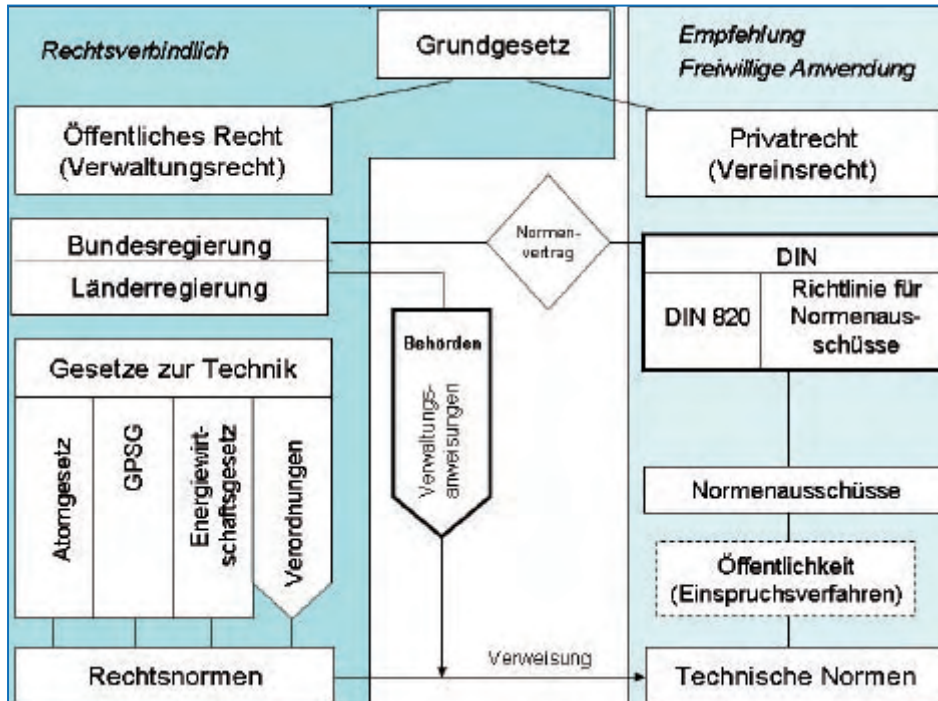 Rechtsverbindlich
Grundgesetz
Empfehlung
Freiwillige Anwendung
Öffentliches Recht
(Verwaltungsrecht)
Privatrecht
(Vereinsrecht)
Bundesregierung
Länderregierung
Normen-
vertrag
DIN
DIN 820
Richtlinie für
Normenaus-
schüsse
Behörden
Verwaltungs-
anweisungen
Gesetze zur Technik
Atomgesetz
GPSG
Energiewirt-
schaftsgesetz
Verordnungen
Normenausschüsse
Öffentlichkeit
(Einspruchsverfahren)
Rechtsnormen
Verweisung
Technische Normen